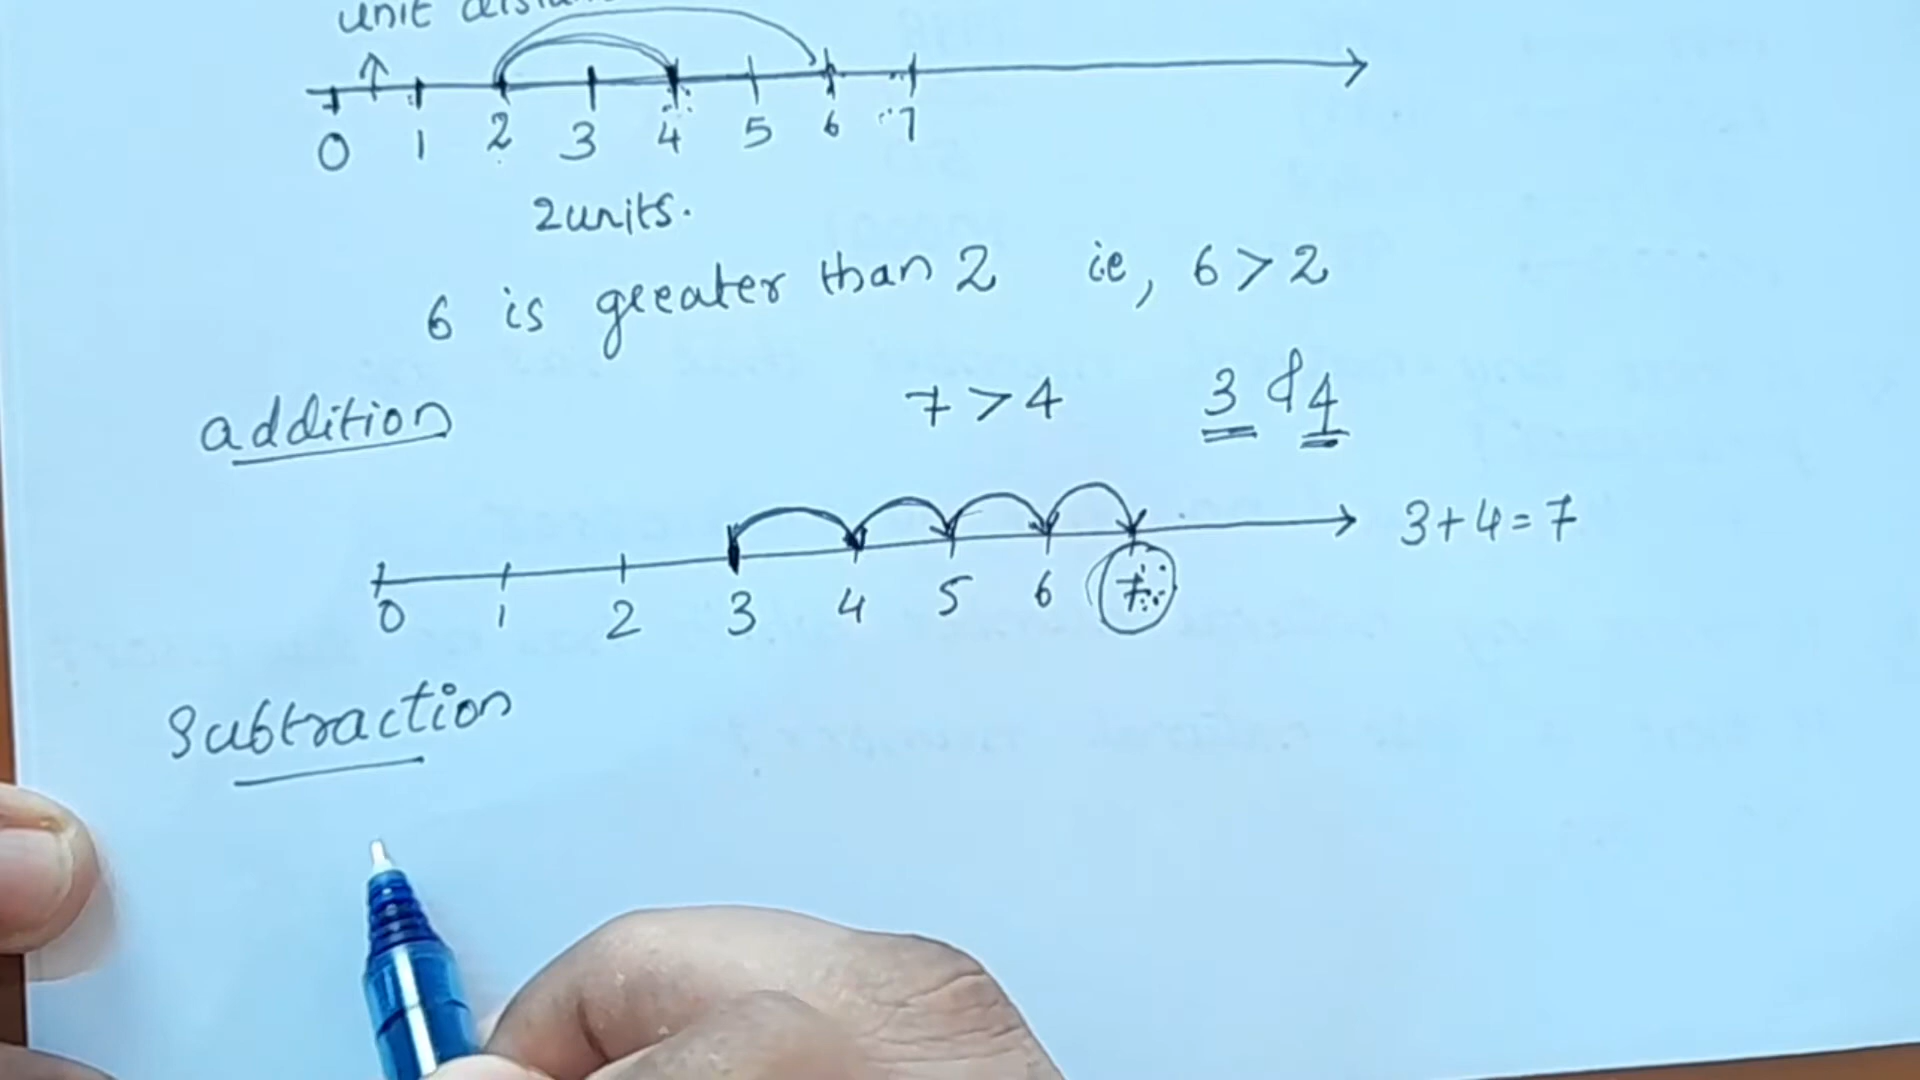 unit
0 1 2 3 4 5 6 7
2units.
6 is greater than 2 ie, 6 > 2
7 > 4 3 & 4
addition
3+4=7
0 1 2 3 4 5 6 7
Subtraction